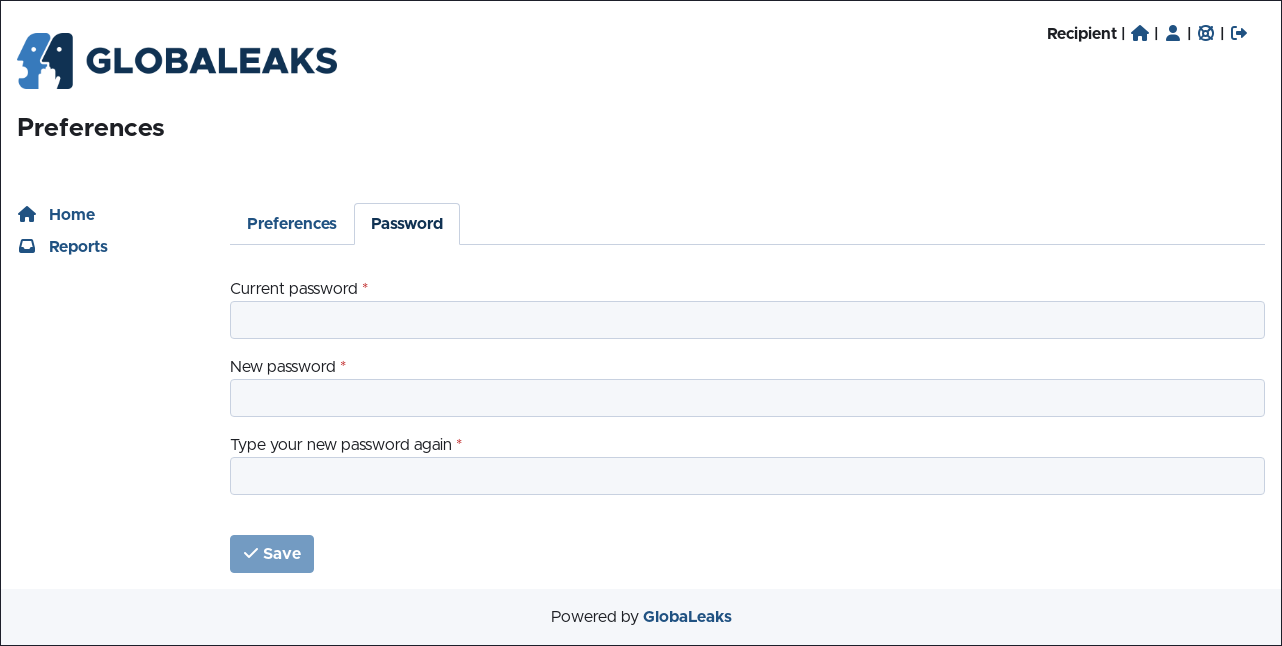 Recipient | | | |
GLOBALEAKS
Preferences
Home
Reports
Preferences
Password
Current password *
New password *
Type your new password again *
Save
Powered by GlobaLeaks